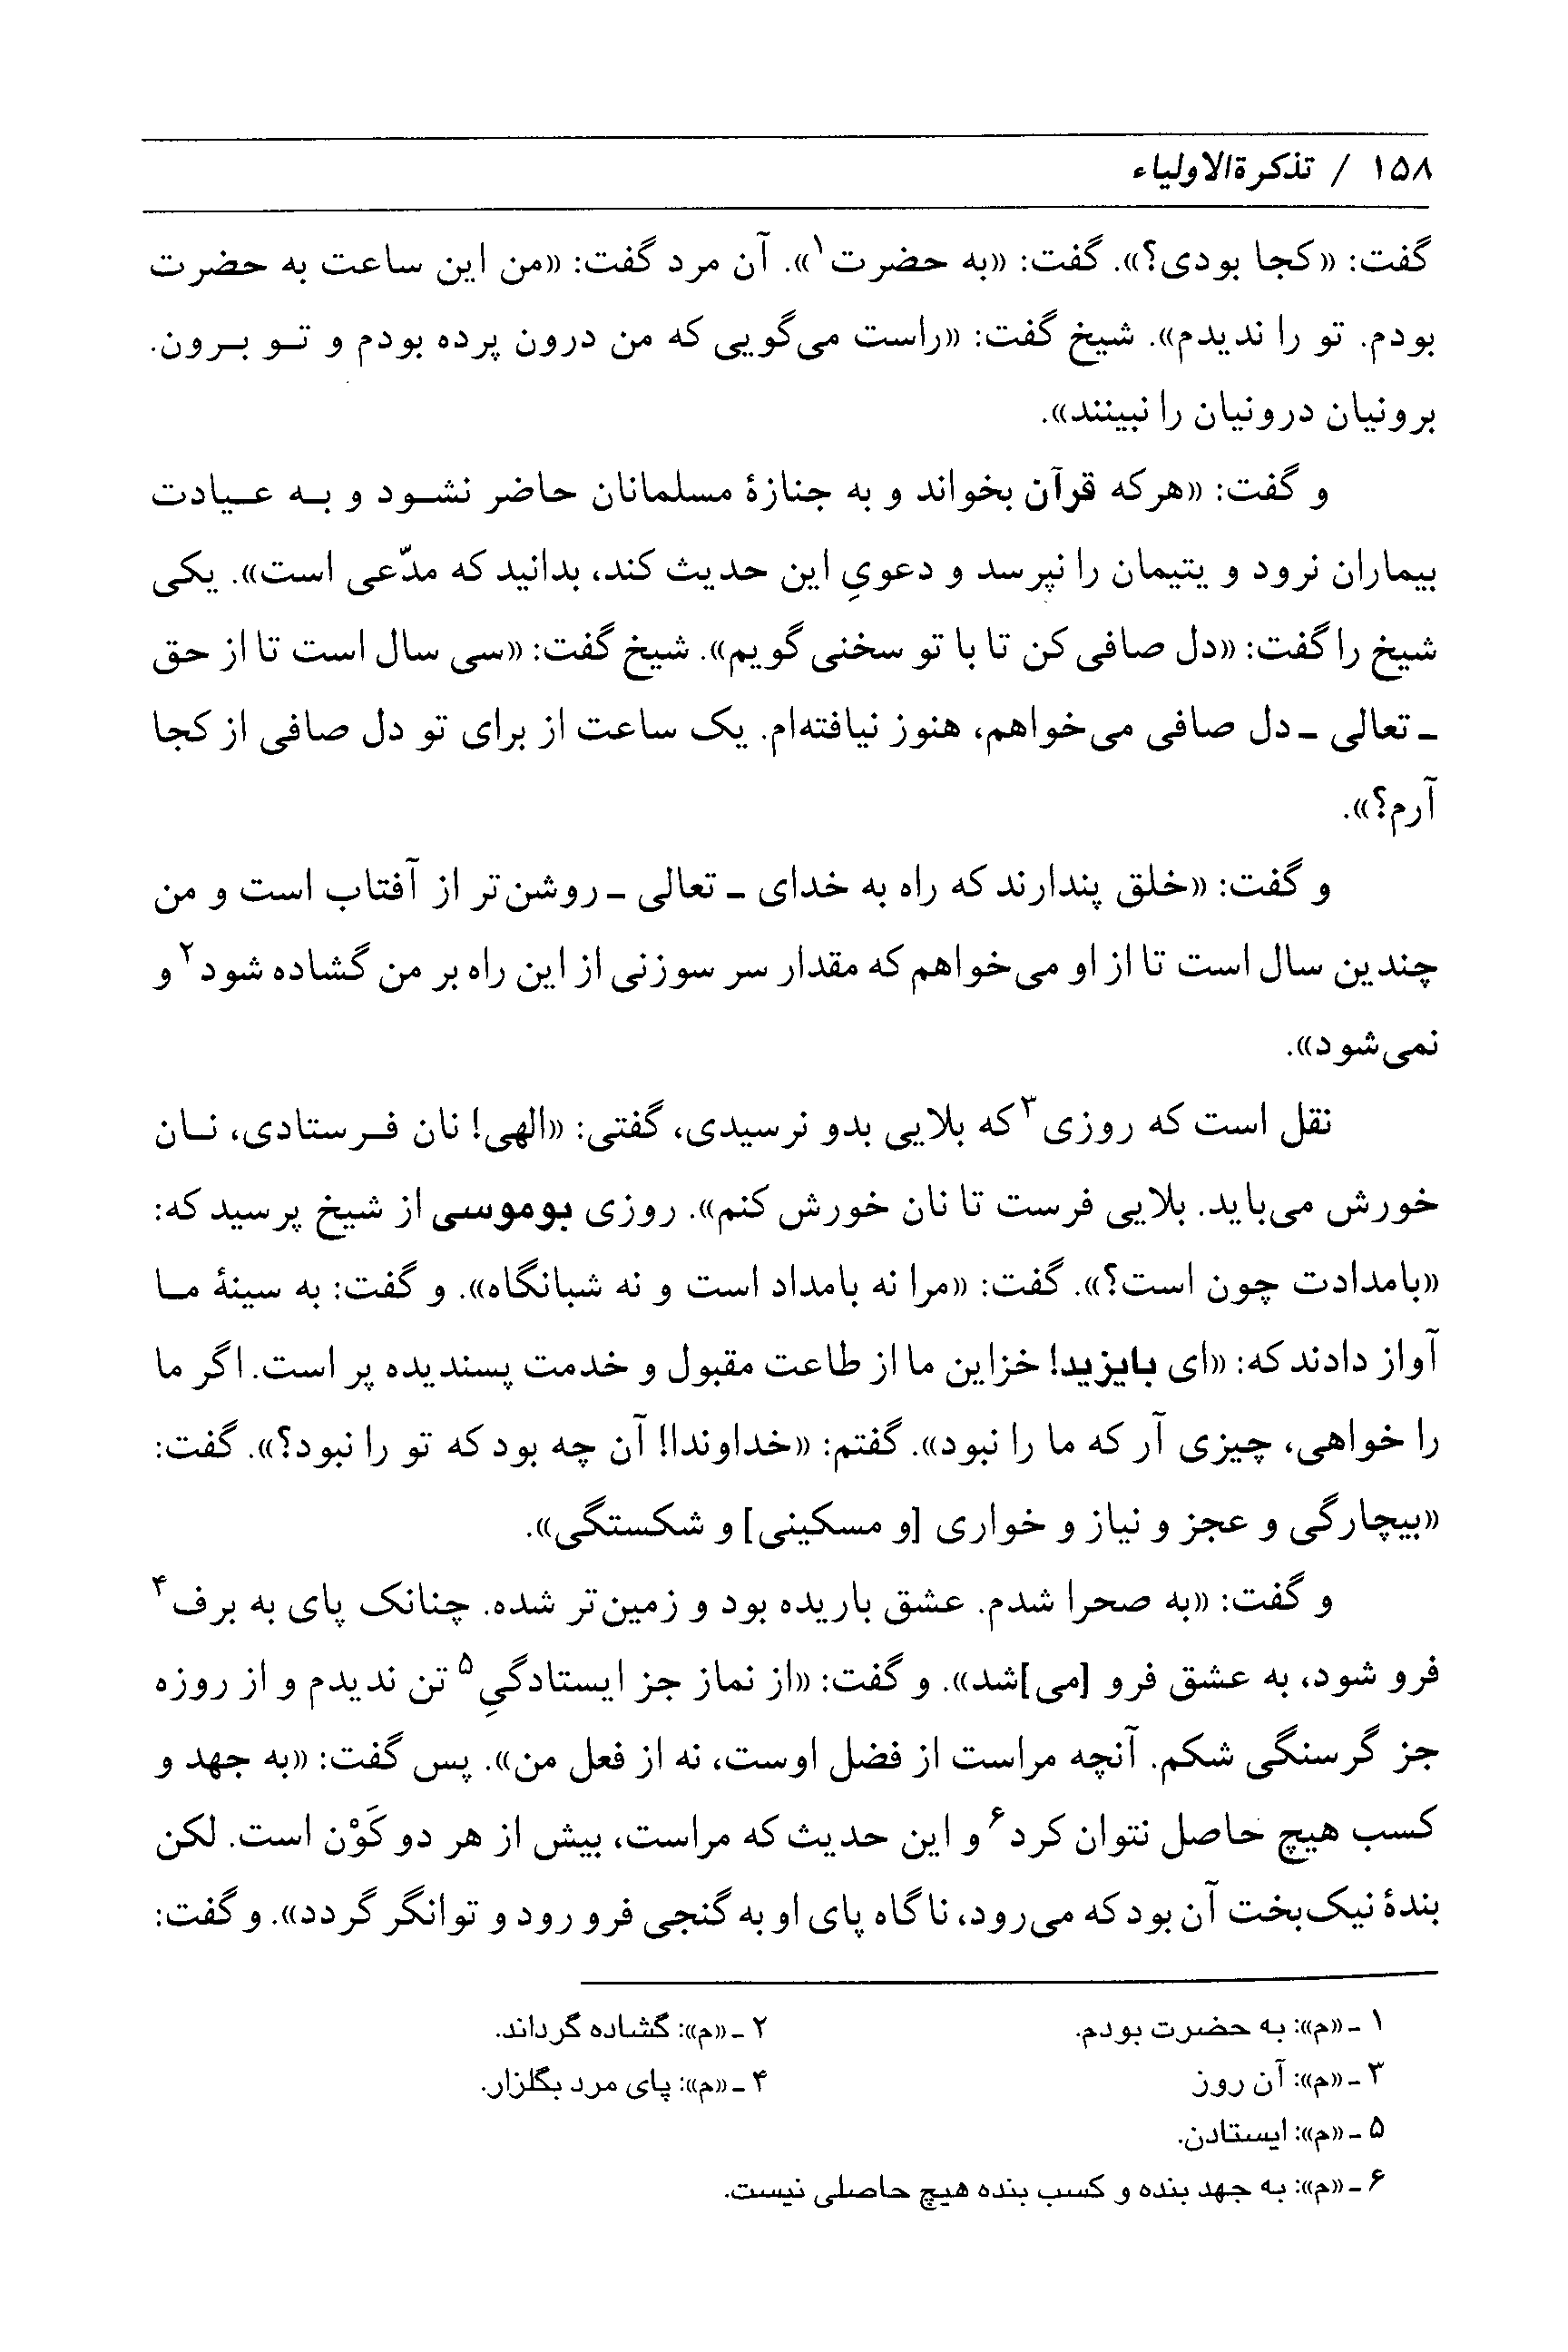 ۱۵۸ / تذکرة‌الاولیاء
گفت: «کجا بودی؟». گفت: «به حضرت۱». آن مرد گفت: «من این ساعت به حضرت
بودم. تو را ندیدم». شیخ گفت: «راست می‌گویی که من درون پرده بودم و تو برون.
برونیان درونیان را نبینند».
و گفت: «هرکه قرآن بخواند و به جنازهٔ مسلمانان حاضر نشود و به عیادت
بیماران نرود و یتیمان را نپرسد و دعویِ این حدیث کند، بدانید که مدّعی است». یکی
شیخ را گفت: «دل صافی کن تا با تو سخنی گویم». شیخ گفت: «سی سال است تا از حق
ـ تعالی ـ دل صافی می‌خواهم، هنوز نیافته‌ام. یک ساعت از برای تو دل صافی از کجا
آرم؟».
و گفت: «خلق پندارند که راه به خدای ـ تعالی ـ روشن‌تر از آفتاب است و من
چندین سال است تا از او می‌خواهم که مقدار سر سوزنی از این راه بر من گشاده شود۲ و
نمی‌شود».
نقل است که روزی۳ که بلایی بدو نرسیدی، گفتی: «الهی! نان فرستادی، نان
خورش می‌باید. بلایی فرست تا نان خورش کنم». روزی بوموسی از شیخ پرسید که:
«بامدادت چون است؟». گفت: «مرا نه بامداد است و نه شبانگاه». و گفت: به سینهٔ ما
آواز دادند که: «ای بایزید! خزاین ما از طاعت مقبول و خدمت پسندیده پر است. اگر ما
را خواهی، چیزی آر که ما را نبود». گفتم: «خداوندا! آن چه بود که تو را نبود؟». گفت:
«بیچارگی و عجز و نیاز و خواری [و مسکینی] و شکستگی».
و گفت: «به صحرا شدم. عشق باریده بود و زمین‌تر شده. چنانک پای به برف۴
فرو شود، به عشق فرو [می]شد». و گفت: «از نماز جز ایستادگیِ۵ تن ندیدم و از روزه
جز گرسنگی شکم. آنچه مراست از فضل اوست، نه از فعل من». پس گفت: «به جهد و
کسب هیچ حاصل نتوان کرد۶ و این حدیث که مراست، بیش از هر دو کَوْن است. لکن
بندهٔ نیک‌بخت آن بود که می‌رود، ناگاه پای او به گنجی فرو رود و توانگر گردد». و گفت:
۱ ـ «م»: به حضرت بودم.
۲ ـ «م»: گشاده گرداند.
۳ ـ «م»: آن روز
۴ ـ «م»: پای مرد بگلزار.
۵ ـ «م»: ایستادن.
۶ ـ «م»: به جهد بنده و کسب بنده هیچ حاصلی نیست.